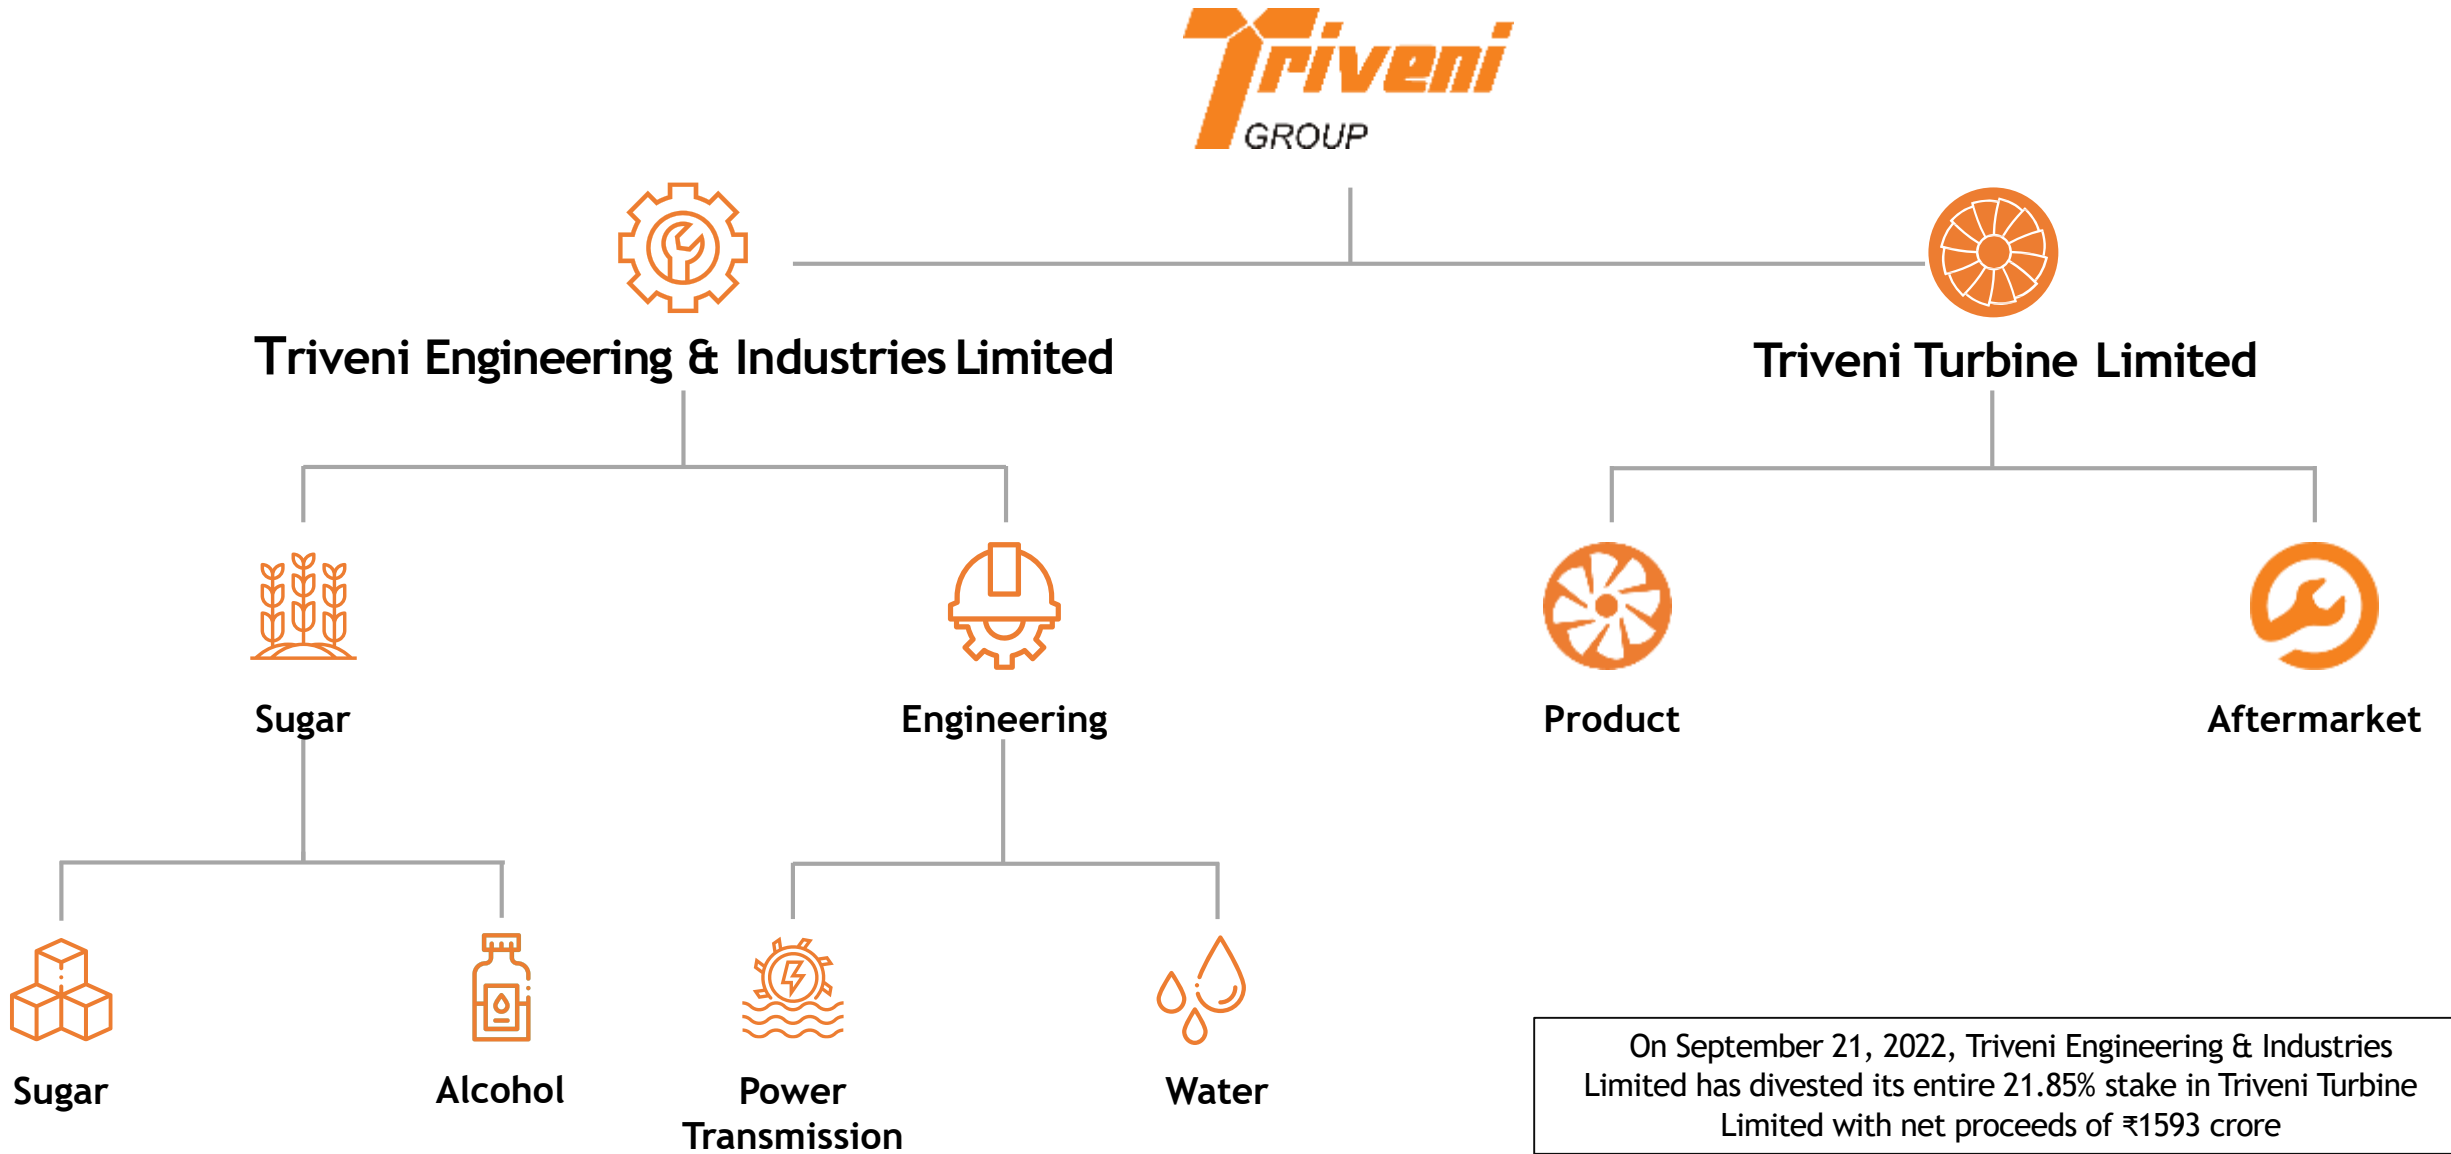 Triveni
GROUP
Triveni Engineering & Industries Limited
Triveni Turbine Limited
Sugar
Engineering
Product
Aftermarket
Sugar
Alcohol
Power
Transmission
Water
On September 21, 2022, Triveni Engineering & Industries
Limited has divested its entire 21.85% stake in Triveni Turbine
Limited with net proceeds of ₹1593 crore